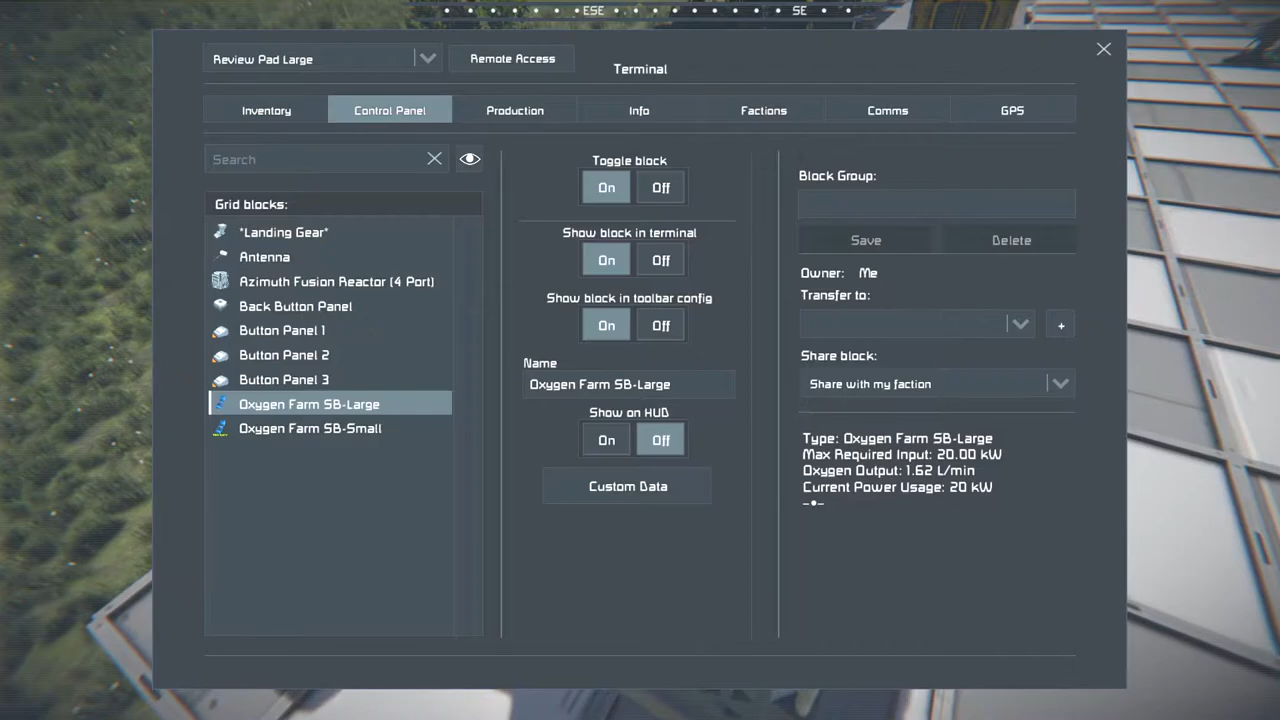 ESE
SE
Review Pad Large
Remote Access
Terminal
Inventory
Control Panel
Production
Info
Factions
Comms
GPS
Search
Grid blocks:
*Landing Gear*
Antenna
Azimuth Fusion Reactor (4 Port)
Back Button Panel
Button Panel 1
Button Panel 2
Button Panel 3
Oxygen Farm SB-Large
Oxygen Farm SB-Small
Toggle block
On Off
Show block in terminal
On Off
Show block in toolbar config
On Off
Name
Oxygen Farm SB-Large
Show on HUD
On Off
Custom Data
Block Group:
Save Delete
Owner: Me
Transfer to:
+
Share block:
Share with my faction
Type: Oxygen Farm SB-Large
Max Required Input: 20.00 kW
Oxygen Output: 1.62 L/min
Current Power Usage: 20 kW
-•-